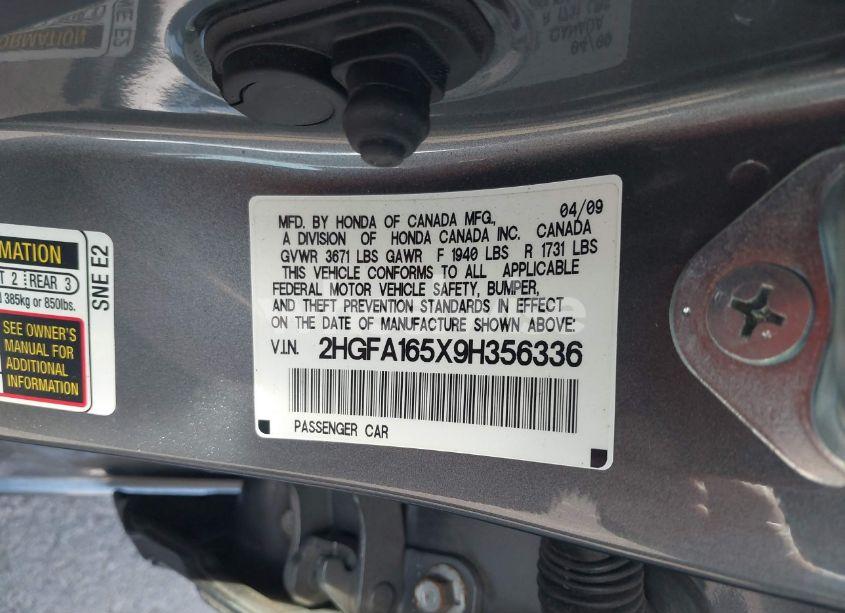 MFD. BY HONDA OF CANADA MFG., 04/09
A DIVISION OF HONDA CANADA INC. CANADA
GVWR 3671 LBS GAWR F 1940 LBS R 1731 LBS
THIS VEHICLE CONFORMS TO ALL APPLICABLE
FEDERAL MOTOR VEHICLE SAFETY, BUMPER,
AND THEFT PREVENTION STANDARDS IN EFFECT
ON THE DATE OF MANUFACTURE SHOWN ABOVE:
V.I.N. 2HGFA165X9H356336
PASSENGER CAR
2 REAR 3
385kg or 850lbs.
SEE OWNER'S
MANUAL FOR
ADDITIONAL
INFORMATION
SNE E2